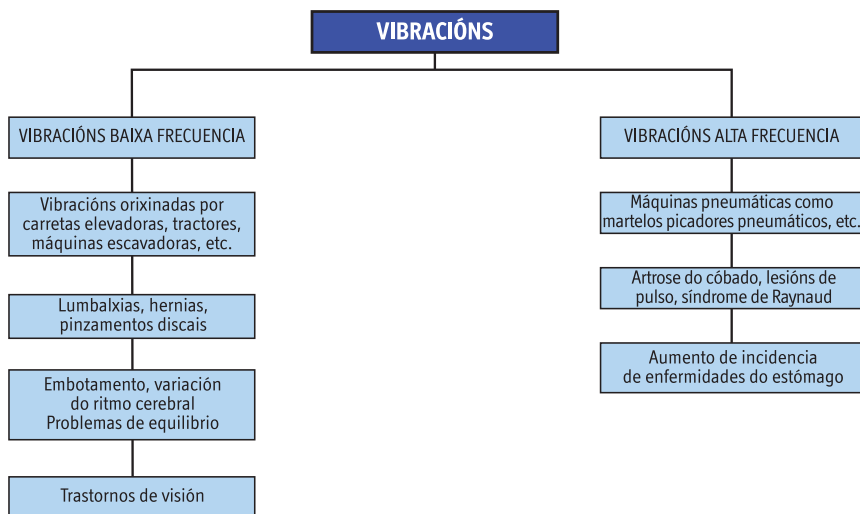 VIBRACIÓNS
VIBRACIÓNS BAIXA FRECUENCIA
Vibracións orixinadas por
carretas elevadoras, tractores,
máquinas escavadoras, etc.
Lumbalxias, hernias,
pinzamentos discais
Embotamento, variación
do ritmo cerebral
Problemas de equilibrio
Trastornos de visión
VIBRACIÓNS ALTA FRECUENCIA
Máquinas pneumáticas como
martelos picadores pneumáticos, etc.
Artrose do cóbado, lesións de
pulso, síndrome de Raynaud
Aumento de incidencia
de enfermidades do estómago